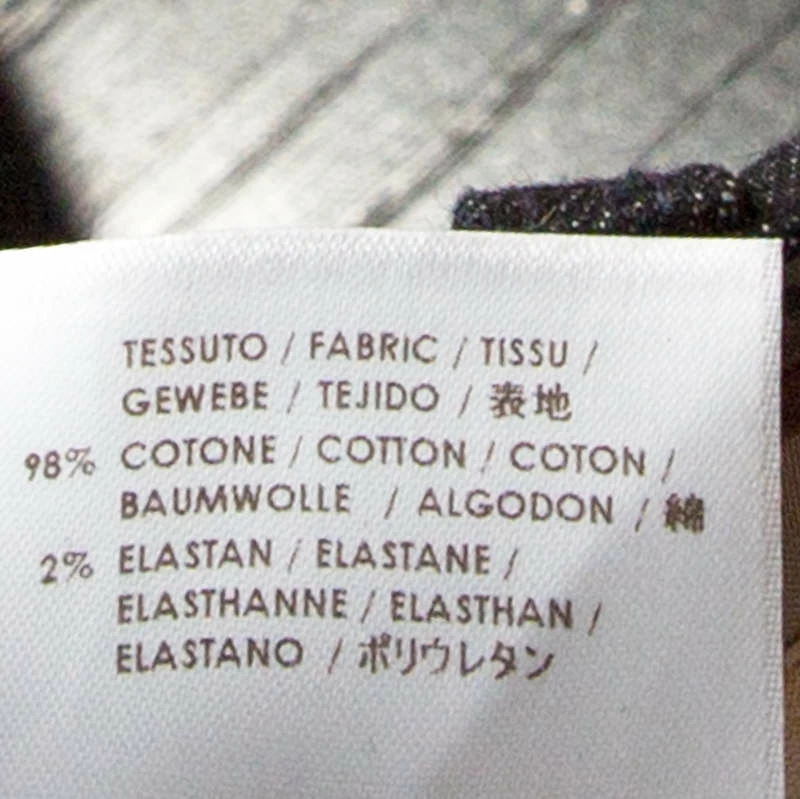 TESSUTO / FABRIC / TISSU /
GEWEBE / TEJIDO / 表地
98% COTONE / COTTON / COTON /
BAUMWOLLE / ALGODON / 綿
2% ELASTAN / ELASTANE /
ELASTHANNE / ELASTHAN /
ELASTANO / ポリウレタン